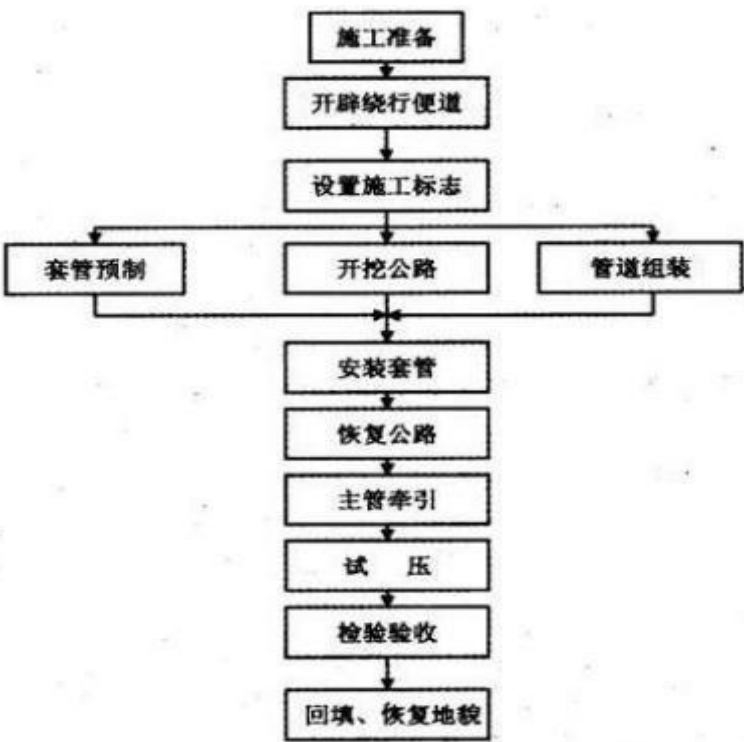 施工准备
开辟绕行便道
设置施工标志
套管预制
开挖公路
管道组装
安装套管
恢复公路
主管牵引
试 压
检验验收
回填、恢复地貌